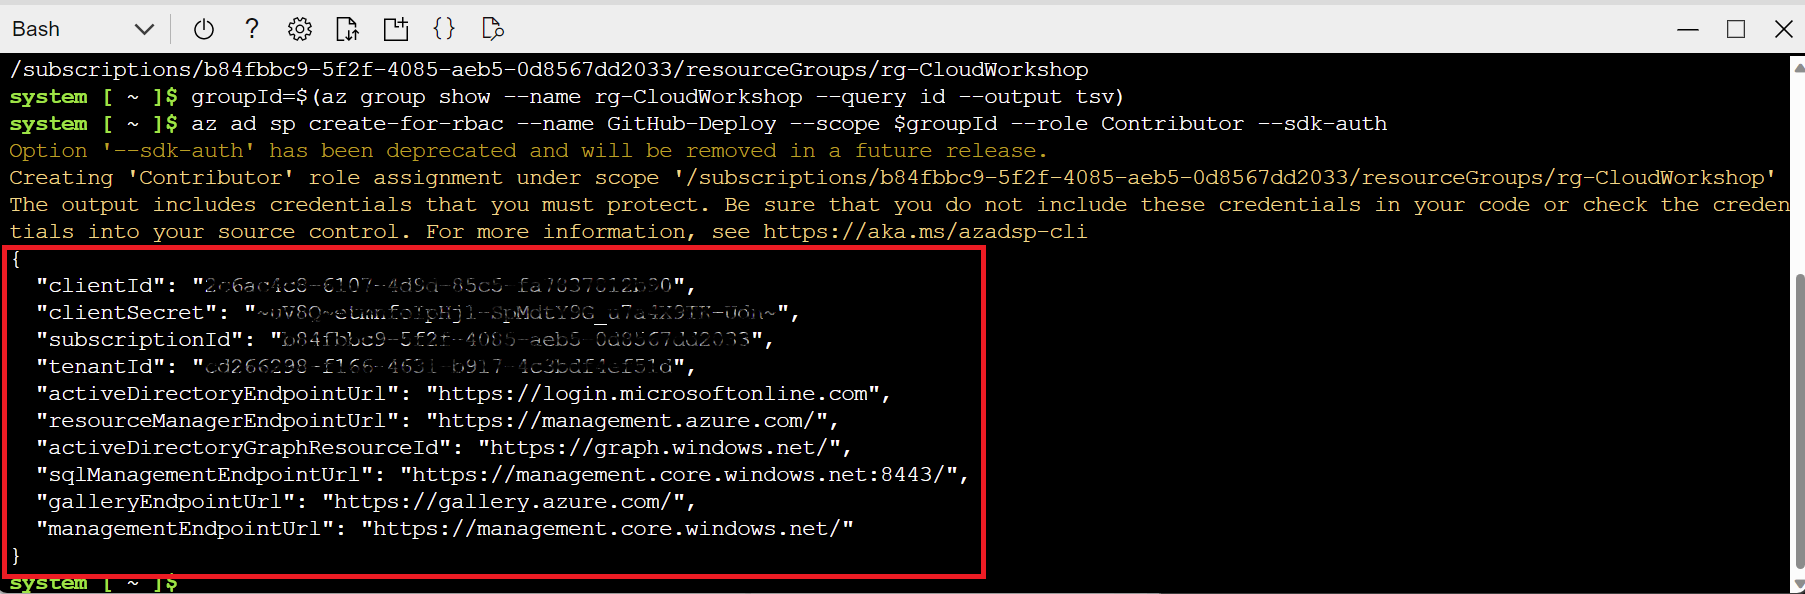 Bash
/subscriptions/b84fbbc9-5f2f-4085-aeb5-0d8567dd2033/resourceGroups/rg-CloudWorkshop
system [ ~ ]$ groupId=$(az group show --name rg-CloudWorkshop --query id --output tsv)
system [ ~ ]$ az ad sp create-for-rbac --name GitHub-Deploy --scope $groupId --role Contributor --sdk-auth
Option '--sdk-auth' has been deprecated and will be removed in a future release.
Creating 'Contributor' role assignment under scope '/subscriptions/b84fbbc9-5f2f-4085-aeb5-0d8567dd2033/resourceGroups/rg-CloudWorkshop'
The output includes credentials that you must protect. Be sure that you do not include these credentials in your code or check the creden
tials into your source control. For more information, see https://aka.ms/azadsp-cli
{
"clientId": "",
"clientSecret": "",
"subscriptionId": "",
"tenantId": "",
"activeDirectoryEndpointUrl": "https://login.microsoftonline.com",
"resourceManagerEndpointUrl": "https://management.azure.com/",
"activeDirectoryGraphResourceId": "https://graph.windows.net/",
"sqlManagementEndpointUrl": "https://management.core.windows.net:8443/",
"galleryEndpointUrl": "https://gallery.azure.com/",
"managementEndpointUrl": "https://management.core.windows.net/"
}
system [ ~ ]$